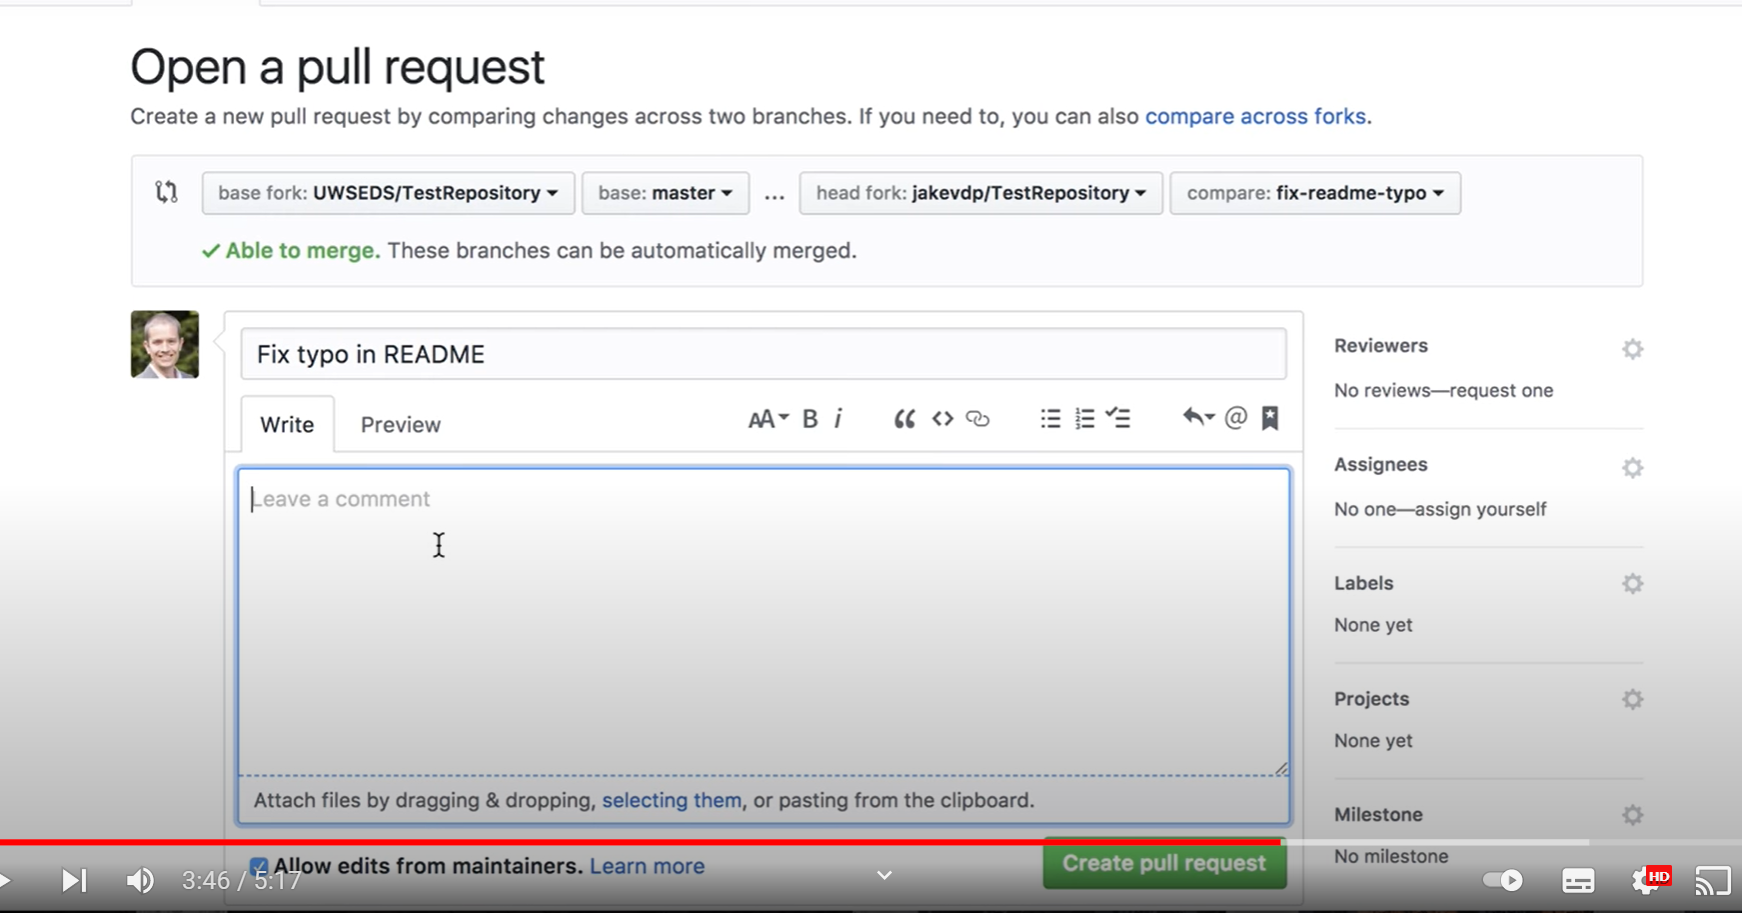 Open a pull request
Create a new pull request by comparing changes across two branches. If you need to, you can also compare across forks.
base fork: UWSEDS/TestRepository base: master ... head fork: jakevdp/TestRepository compare: fix-readme-typo
Able to merge. These branches can be automatically merged.
Fix typo in README
Write Preview
AA B i @
Leave a comment
Attach files by dragging & dropping, selecting them, or pasting from the clipboard.
Allow edits from maintainers. Learn more
Create pull request
Reviewers
No reviews—request one
Assignees
No one—assign yourself
Labels
None yet
Projects
None yet
Milestone
No milestone
3:46 / 5:17
HD